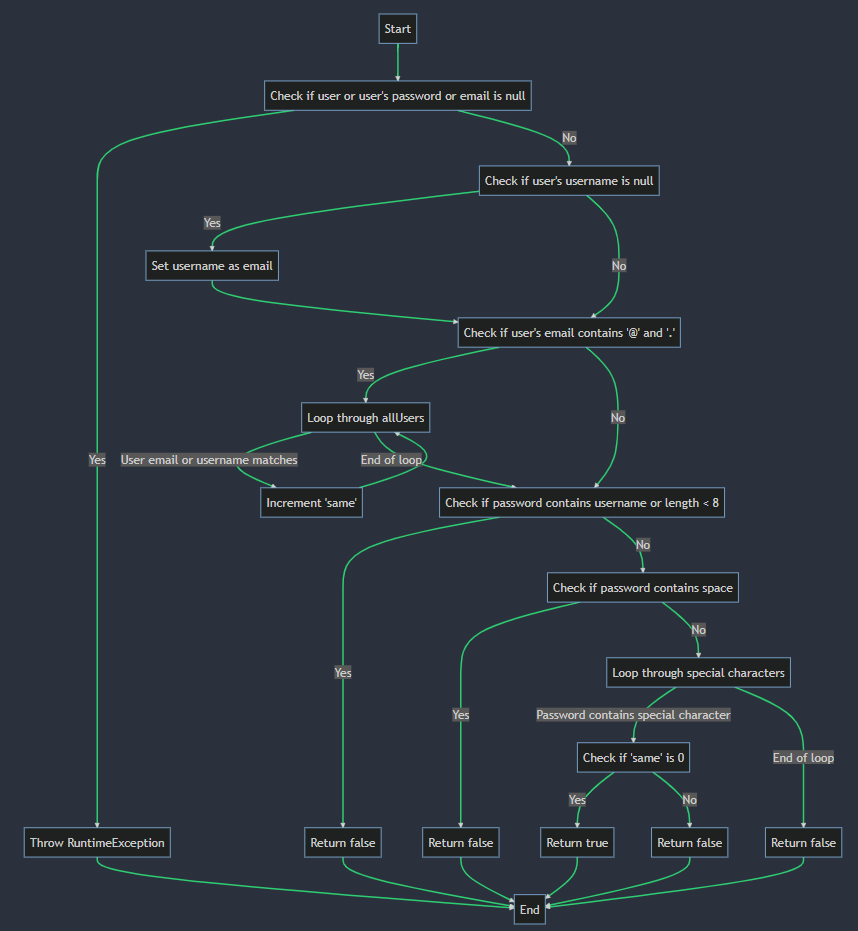 Start
Check if user or user's password or email is null
No
Check if user's username is null
Yes
Set username as email
No
Check if user's email contains '@' and '.'
Yes
Loop through allUsers
No
Yes
User email or username matches
End of loop
Increment 'same'
Check if password contains username or length < 8
No
Check if password contains space
No
Yes
Loop through special characters
Yes
Password contains special character
Check if 'same' is 0
End of loop
Yes
No
Throw RuntimeException
Return false
Return false
Return true
Return false
Return false
End